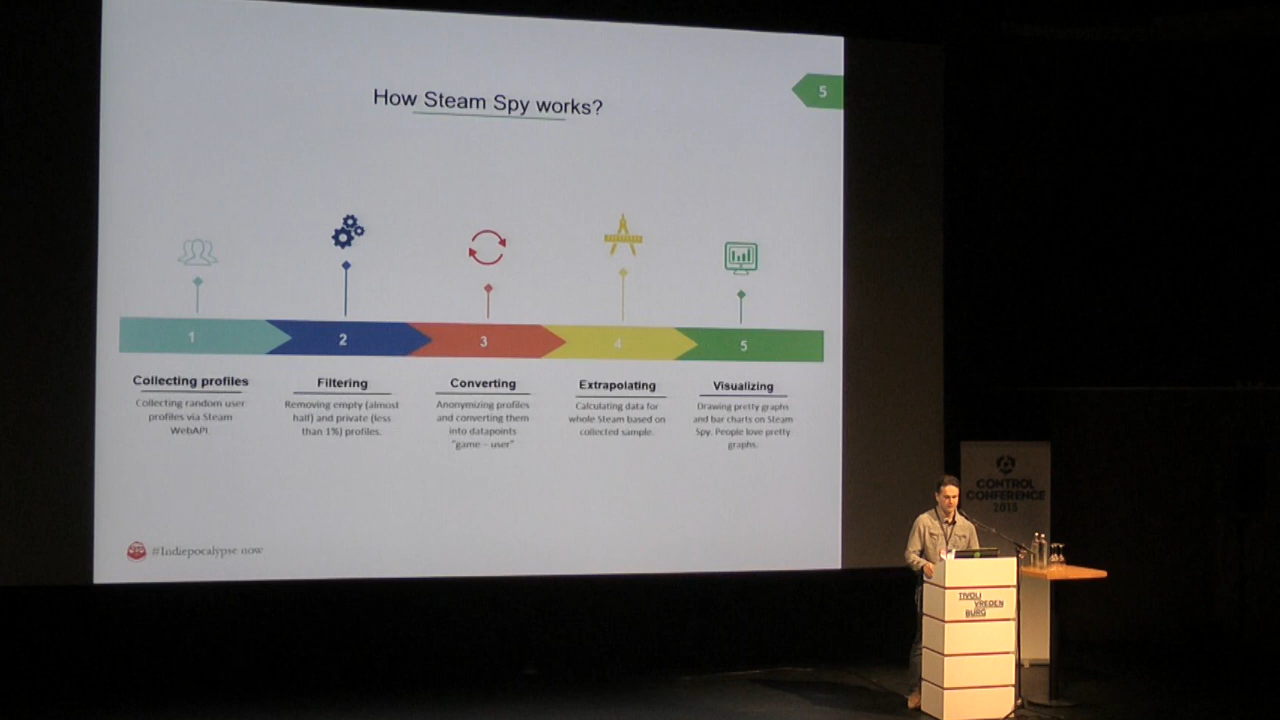 How Steam Spy works?
5
1
2
3
4
5
Collecting profiles
Collecting random user
profiles via Steam
WebAPI.
Filtering
Removing empty (almost
half) and private (less
than 1%) profiles.
Converting
Anonymizing profiles
and converting them
into datapoints
"game – user"
Extrapolating
Calculating data for
whole Steam based on
collected sample.
Visualizing
Drawing pretty graphs
and bar charts on Steam
Spy. People love pretty
graphs.
#Indiepocalypse now
CONTROL
CONFERENCE
2015
TIVOLI
VREDEN
BURG